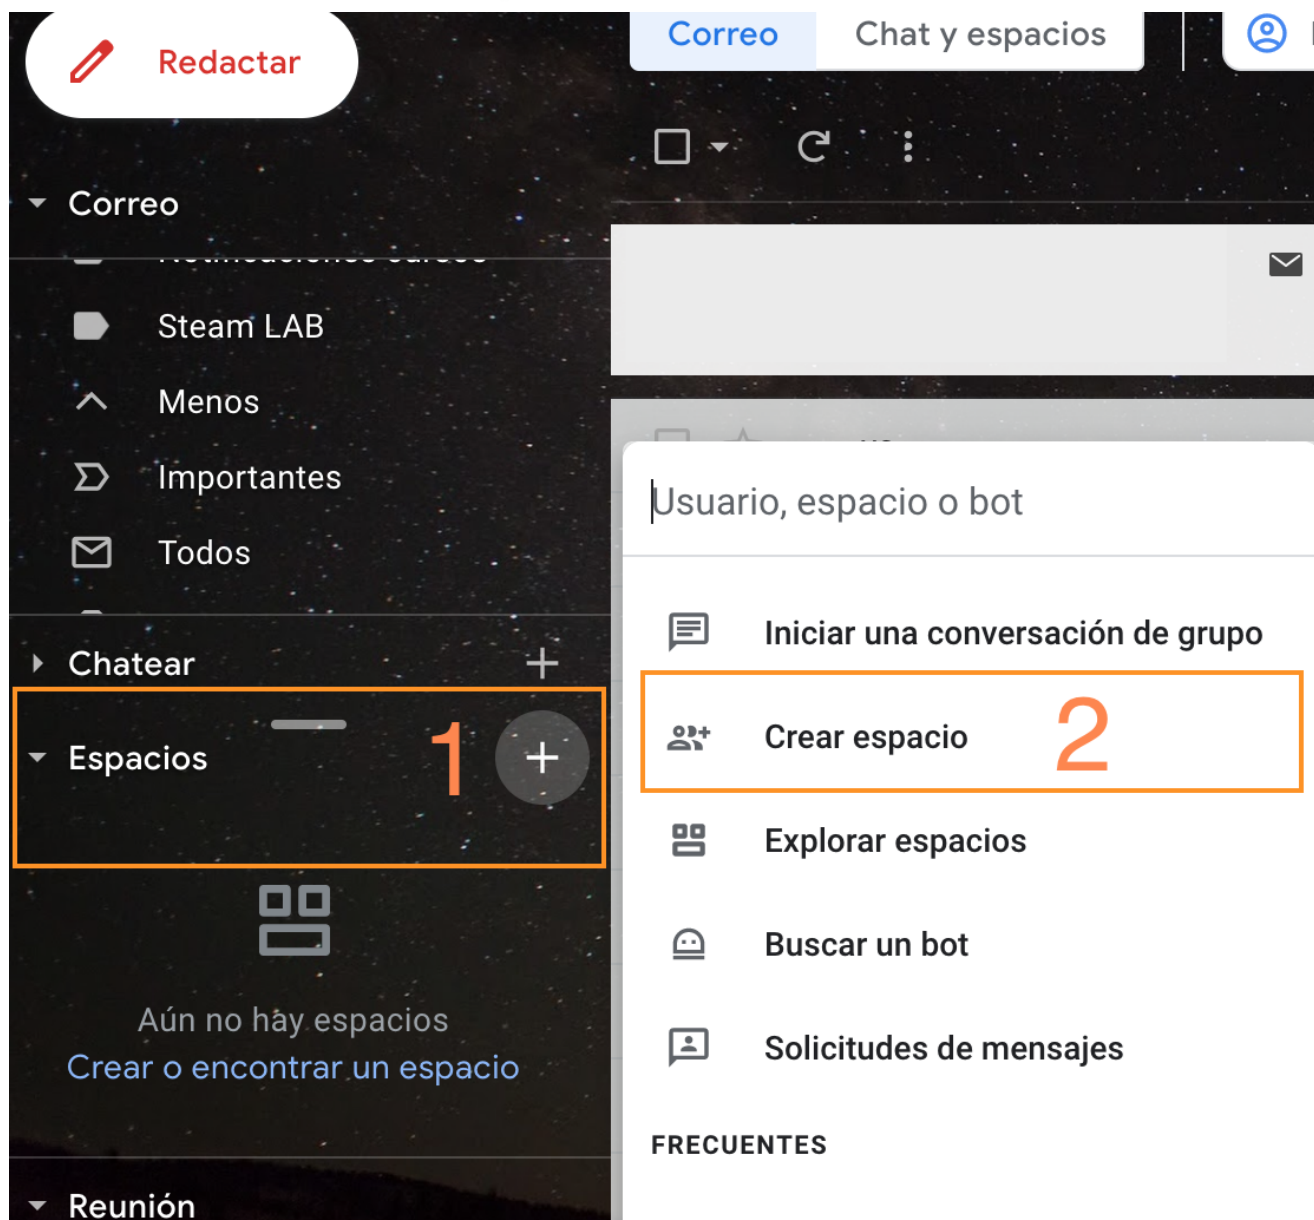 Redactar
Correo
Chat y espacios
Correo
Steam LAB
Menos
Importantes
Todos
Chatear
Espacios
1
Aún no hay espacios
Crear o encontrar un espacio
Reunión
Usuario, espacio o bot
Iniciar una conversación de grupo
Crear espacio
2
Explorar espacios
Buscar un bot
Solicitudes de mensajes
FRECUENTES